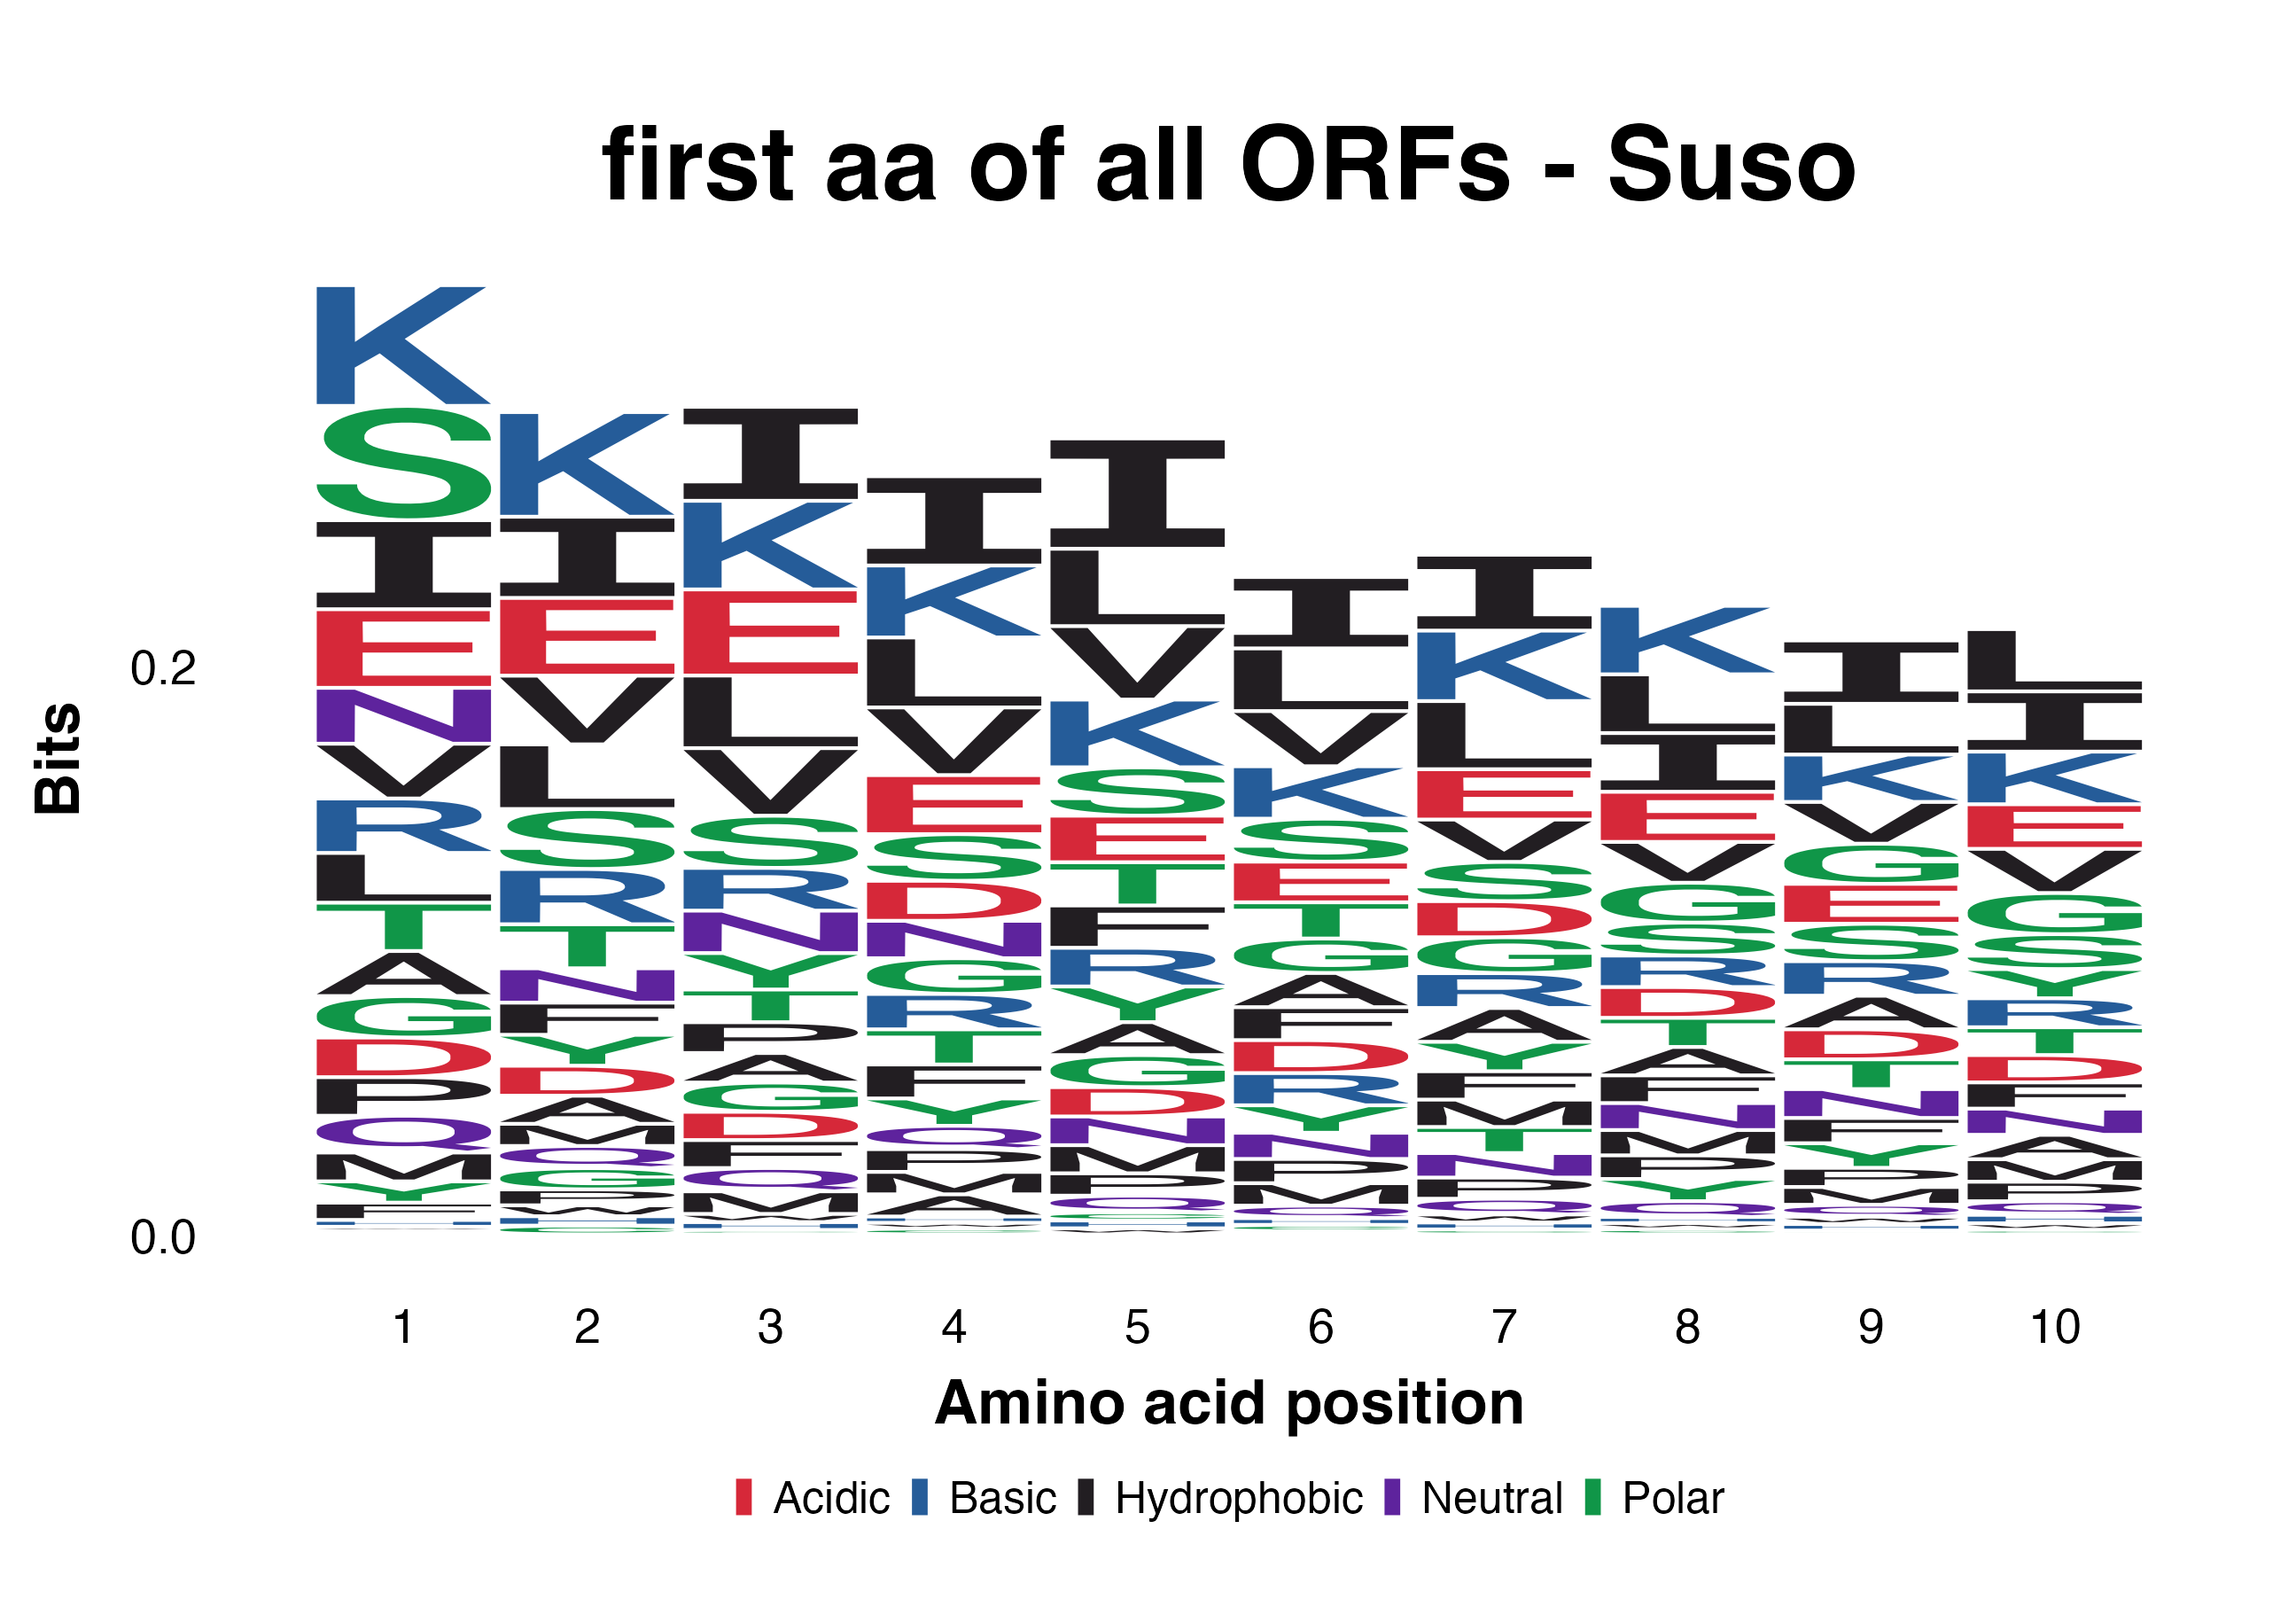 first aa of all ORFs - Suso
Bits
0.2
0.0
K S I E N V R L T A G D P Q M Y F
K I E V L S R T N F Y D A M Q G P
I K E L V S R N Y T P A G D F Q M
I K L V E S D N G R T F Y Q P M A
I L V K S E T F R Y A G D N M P Q
I L V K S E T G A F D R Y N P M Q
I K L E V S D G R A Y F M T N P Q
K L I E V G S R D T A F N M P Y Q
I L K V G E S R A D T N F Y P M Q
L I K E V G S Y R T D F N A M P Q
1 2 3 4 5 6 7 8 9 10
Amino acid position
Acidic Basic Hydrophobic Neutral Polar